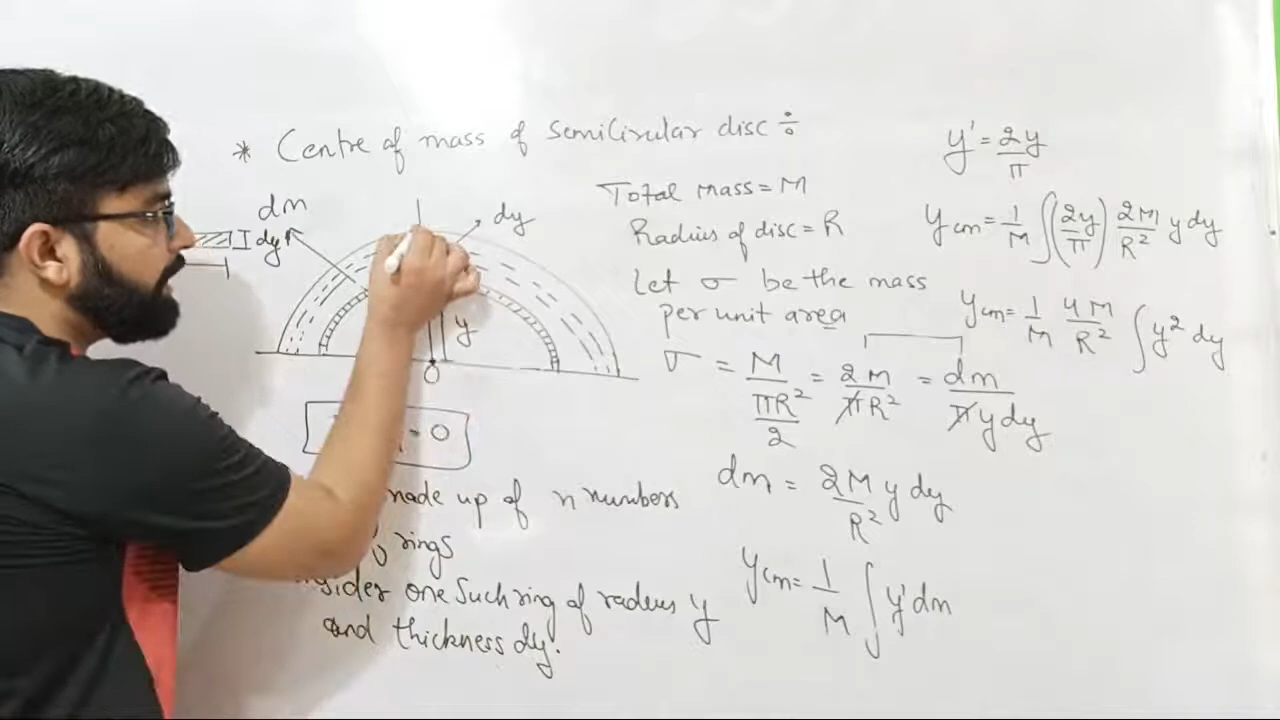 * Centre of mass of semicircular disc ÷
dm
dy
dy
y
O
= 0
made up of n numbers
rings
sider one such ring of radius y
and thickness dy.
Total mass = M
Radius of disc = R
Let σ be the mass
per unit area
σ = M/(πR²/2) = 2M/πR² = dm/πy dy
dm = 2M/R² y dy
ycm = 1/M ∫ y' dm
y' = 2y/π
ycm = 1/M ∫ (2y/π) 2M/R² y dy
ycm = 1/M 4M/R² ∫ y² dy